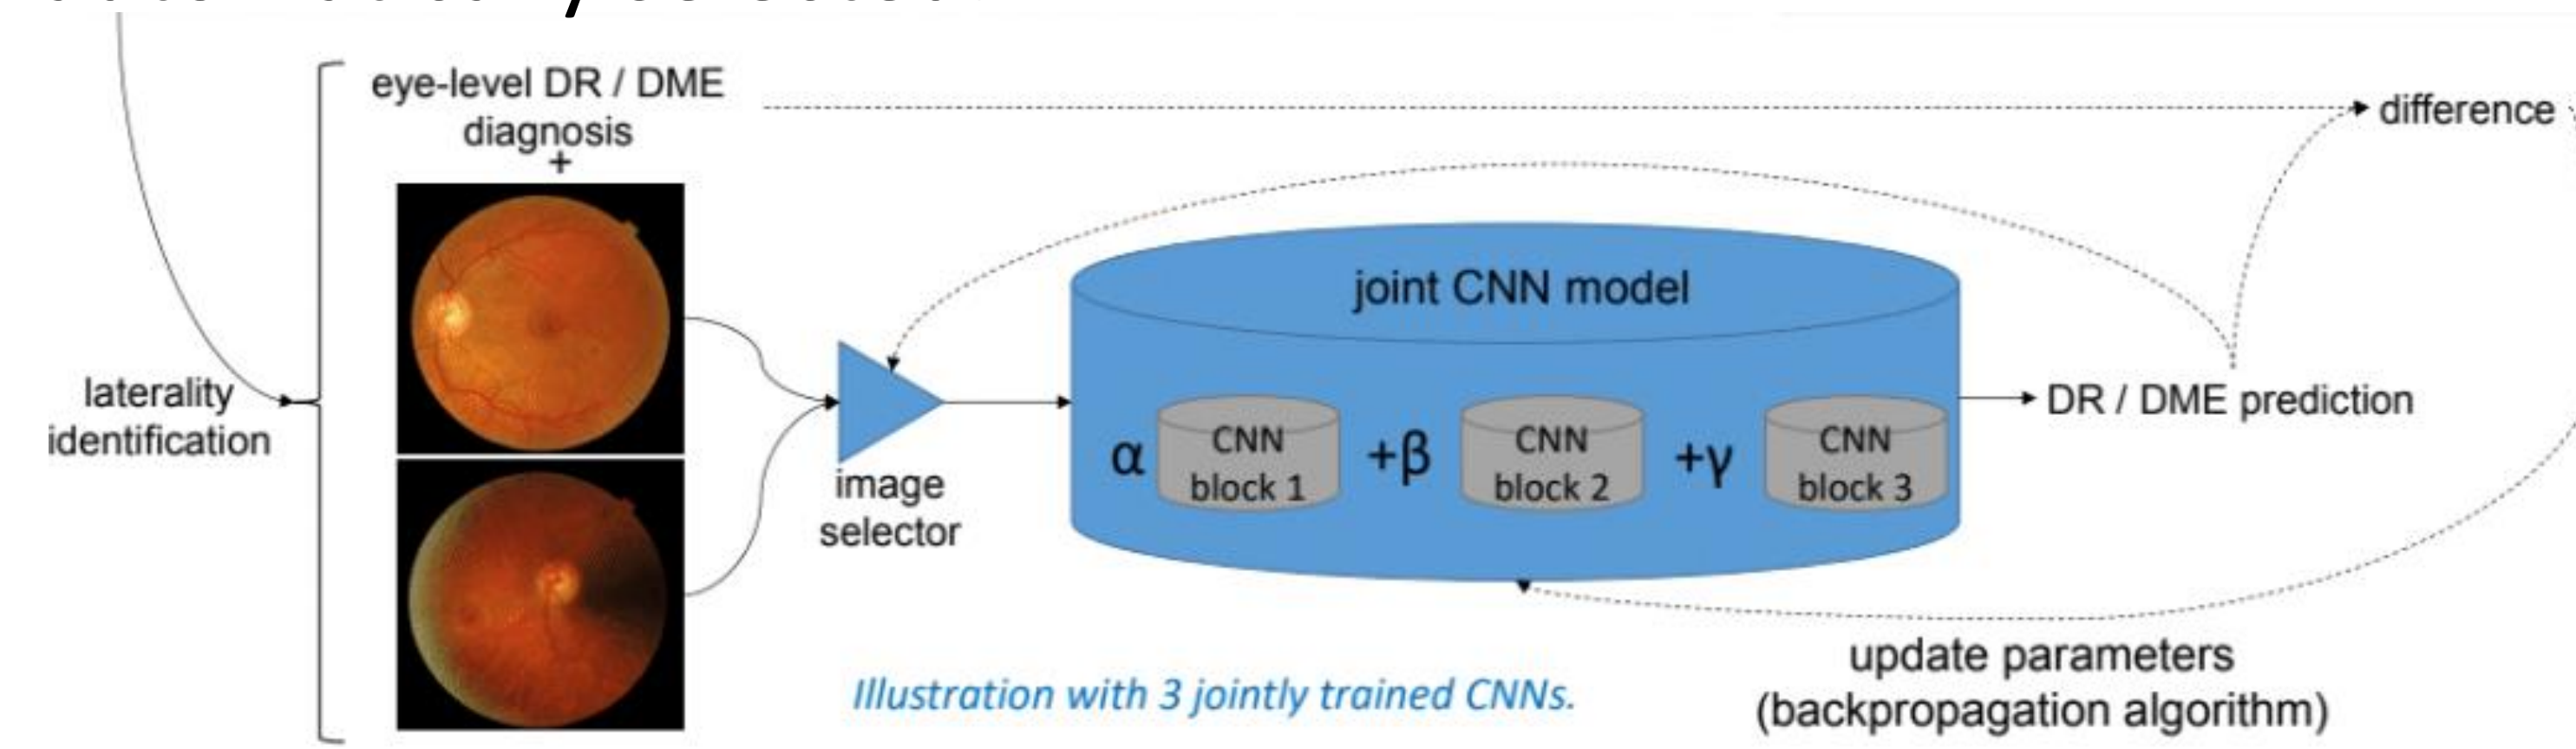 eye-level DR / DME
diagnosis
+
difference
laterality
identification
image
selector
joint CNN model
α
CNN
block 1
+β
CNN
block 2
+γ
CNN
block 3
DR / DME prediction
Illustration with 3 jointly trained CNNs.
update parameters
(backpropagation algorithm)